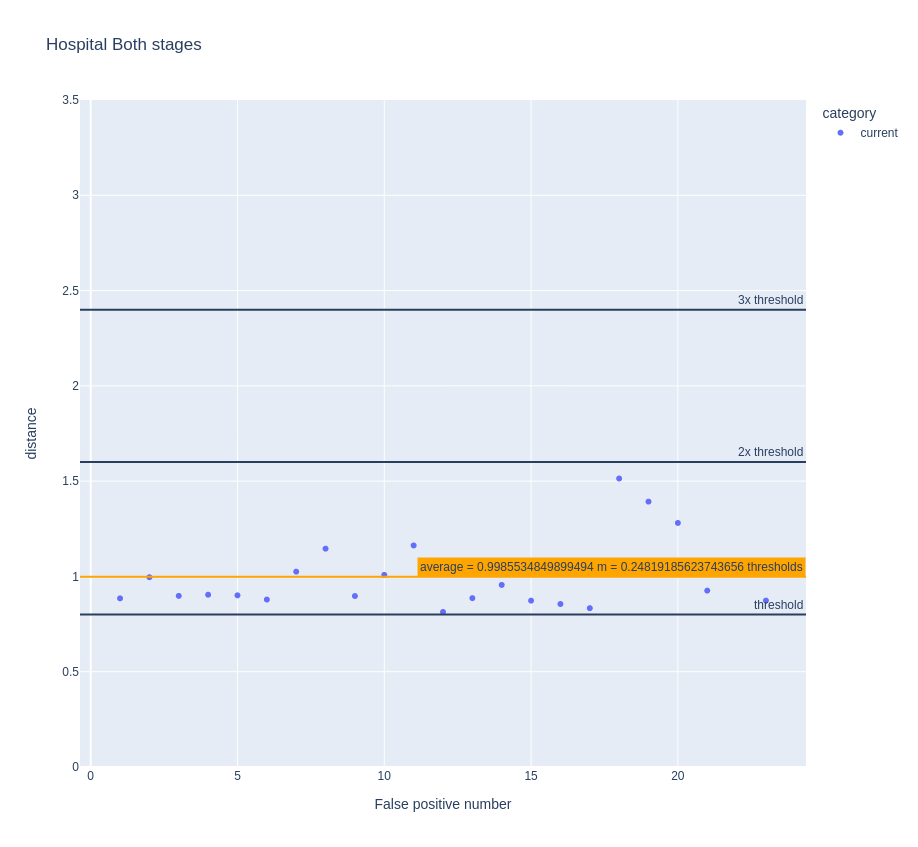 Hospital Both stages
category
current
3.5
3
2.5
2
1.5
1
0.5
0
distance
3x threshold
2x threshold
average = 0.9985534849899494 m = 0.24819185623743656 thresholds
threshold
0
5
10
15
20
False positive number